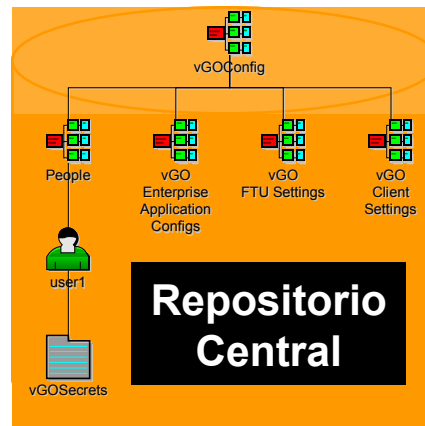 vGOConfig
People
vGO
Enterprise
Application
Configs
vGO
FTU Settings
vGO
Client
Settings
user1
Repositorio
Central
vGOSecrets